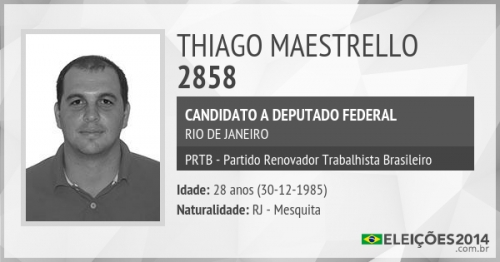 THIAGO MAESTRELLO
2858
CANDIDATO A DEPUTADO FEDERAL
RIO DE JANEIRO
PRTB - Partido Renovador Trabalhista Brasileiro
Idade: 28 anos (30-12-1985)
Naturalidade: RJ - Mesquita
ELEIÇÕES2014
.com.br